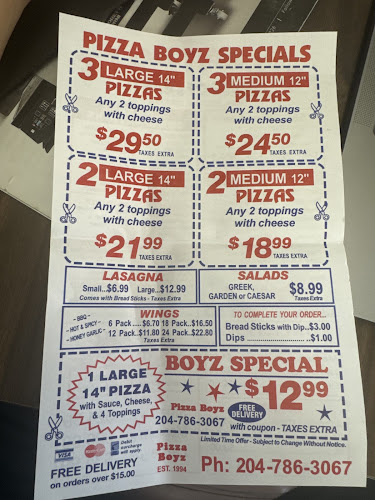 PIZZA BOYZ SPECIALS
3 LARGE 14"
PIZZAS
Any 2 toppings
with cheese
$29.50
TAXES EXTRA
3 MEDIUM 12"
PIZZAS
Any 2 toppings
with cheese
$24.50
TAXES EXTRA
2 LARGE 14"
PIZZAS
Any 2 toppings
with cheese
$21.99
TAXES EXTRA
2 MEDIUM 12"
PIZZAS
Any 2 toppings
with cheese
$18.99
TAXES EXTRA
LASAGNA
Small..$6.99 Large..$12.99
Comes with Bread Sticks - Taxes Extra
SALADS
GREEK,
GARDEN or CAESAR
$8.99
Taxes Extra
WINGS
- BBQ -
- HOT & SPICY -
- HONEY GARLIC -
6 Pack.....$6.70 18 Pack..$16.50
12 Pack..$11.80 24 Pack..$22.80
Taxes Extra
TO COMPLETE YOUR ORDER...
Bread Sticks with Dip..$3.00
Dips ......................$1.00
1 LARGE
14" PIZZA
with Sauce, Cheese,
& 4 Toppings
BOYZ SPECIAL
$12.99
Pizza Boyz
204-786-3067
FREE
DELIVERY
with coupon - TAXES EXTRA
Limited Time Offer - Subject to Change Without Notice.
VISA
Debit
surcharge
will apply
FREE DELIVERY
on orders over $15.00
Pizza
Boyz
EST. 1994
Ph: 204-786-3067